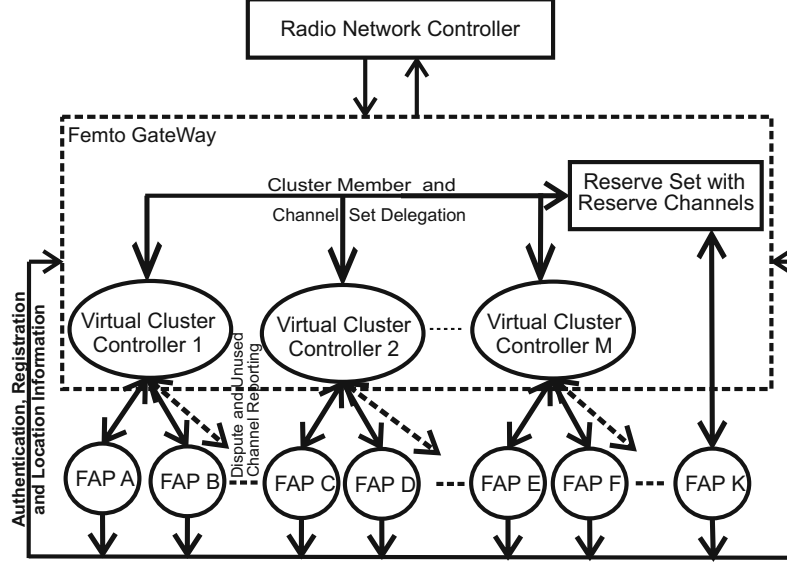 Radio Network Controller
Femto GateWay
Cluster Member and
Channel Set Delegation
Reserve Set with
Reserve Channels
Virtual Cluster
Controller 1
Virtual Cluster
Controller 2
Virtual Cluster
Controller M
Authentication, Registration
and Location Information
Dispute and Unused
Channel Reporting
FAP A
FAP B
FAP C
FAP D
FAP E
FAP F
FAP K